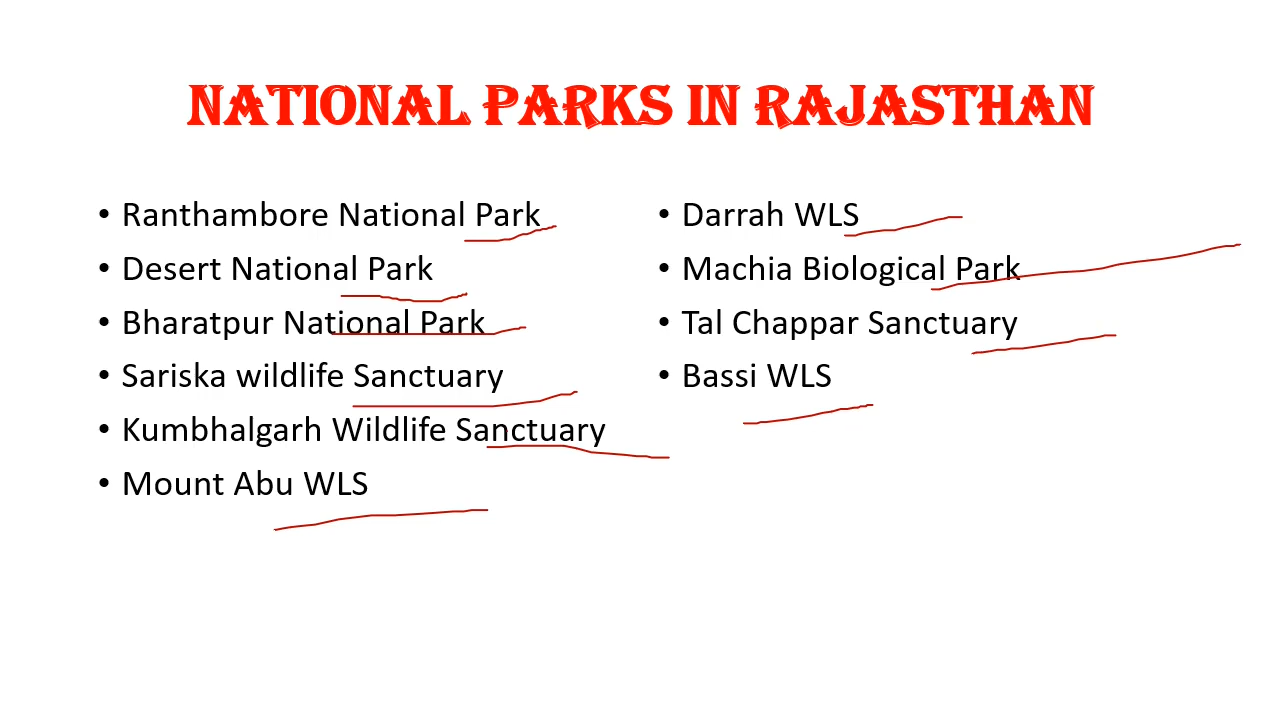 NATIONAL PARKS IN RAJASTHAN
• Ranthambore National Park
• Desert National Park
• Bharatpur National Park
• Sariska wildlife Sanctuary
• Kumbhalgarh Wildlife Sanctuary
• Mount Abu WLS
• Darrah WLS
• Machia Biological Park
• Tal Chappar Sanctuary
• Bassi WLS